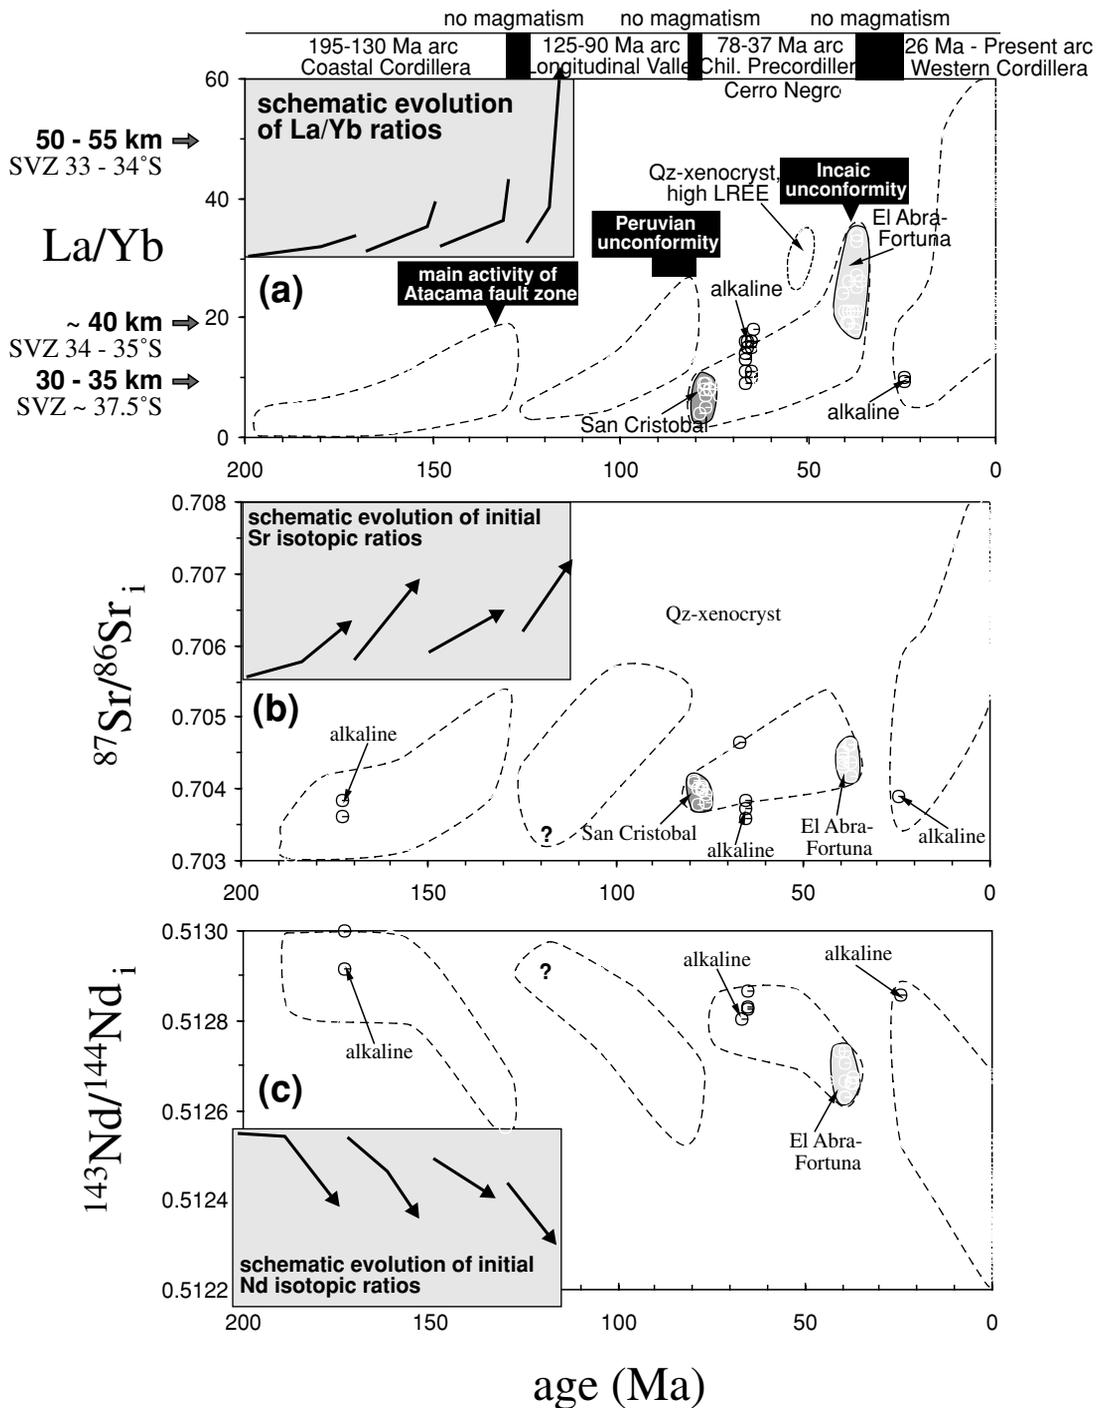 no magmatism no magmatism no magmatism
195-130 Ma arc 125-90 Ma arc 78-37 Ma arc 26 Ma - Present arc
Coastal Cordillera Longitudinal Valle Chil. Precordiller Western Cordillera
Cerro Negro
60
schematic evolution
of La/Yb ratios
50 - 55 km
SVZ 33 - 34°S
40
La/Yb
Qz-xenocryst,
high LREE
Incaic
unconformity
El Abra-
Fortuna
Peruvian
unconformity
(a)
main activity of
Atacama fault zone
alkaline
~ 40 km
20
SVZ 34 - 35°S
30 - 35 km
SVZ ~ 37.5°S
San Cristobal
alkaline
0
200 150 100 50 0
0.708
schematic evolution of initial
Sr isotopic ratios
0.707
0.706
0.705
0.704
0.703
87Sr/86Sr i
Qz-xenocryst
(b)
alkaline
?
San Cristobal
alkaline
El Abra-
Fortuna
alkaline
200 150 100 50 0
0.5130
0.5128
0.5126
0.5124
0.5122
143Nd/144Nd i
alkaline
?
alkaline
alkaline
(c)
El Abra-
Fortuna
schematic evolution of initial
Nd isotopic ratios
200 150 100 50 0
age (Ma)